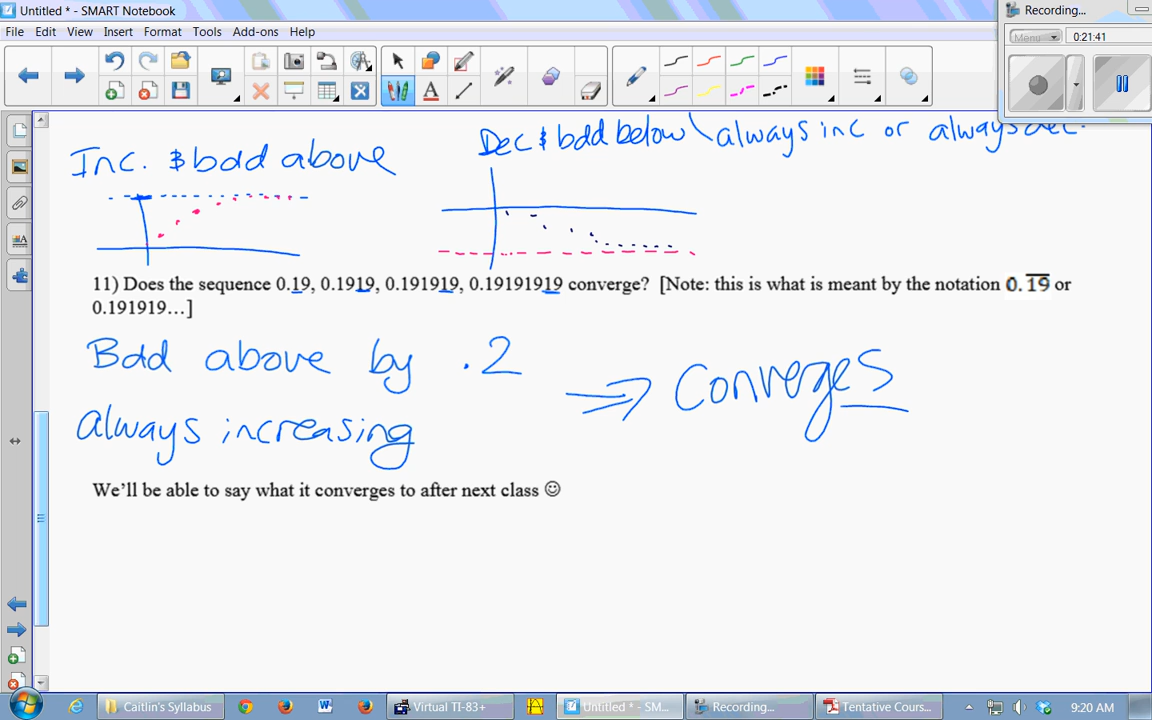 Untitled * - SMART Notebook
Recording...
File Edit View Insert Format Tools Add-ons Help
Menu
0:21:41
Dec & bdd below \ always inc or always dec.
Inc. & bdd above
11) Does the sequence 0.19, 0.1919, 0.191919, 0.19191919 converge? [Note: this is what is meant by the notation 0.1̅9̅ or
0.191919…]
Bdd above by .2
⇒ Converges
always increasing
We'll be able to say what it converges to after next class ☺
Caitlin's Syllabus
Virtual TI-83+
Untitled * - SM...
Recording...
Tentative Cours...
9:20 AM